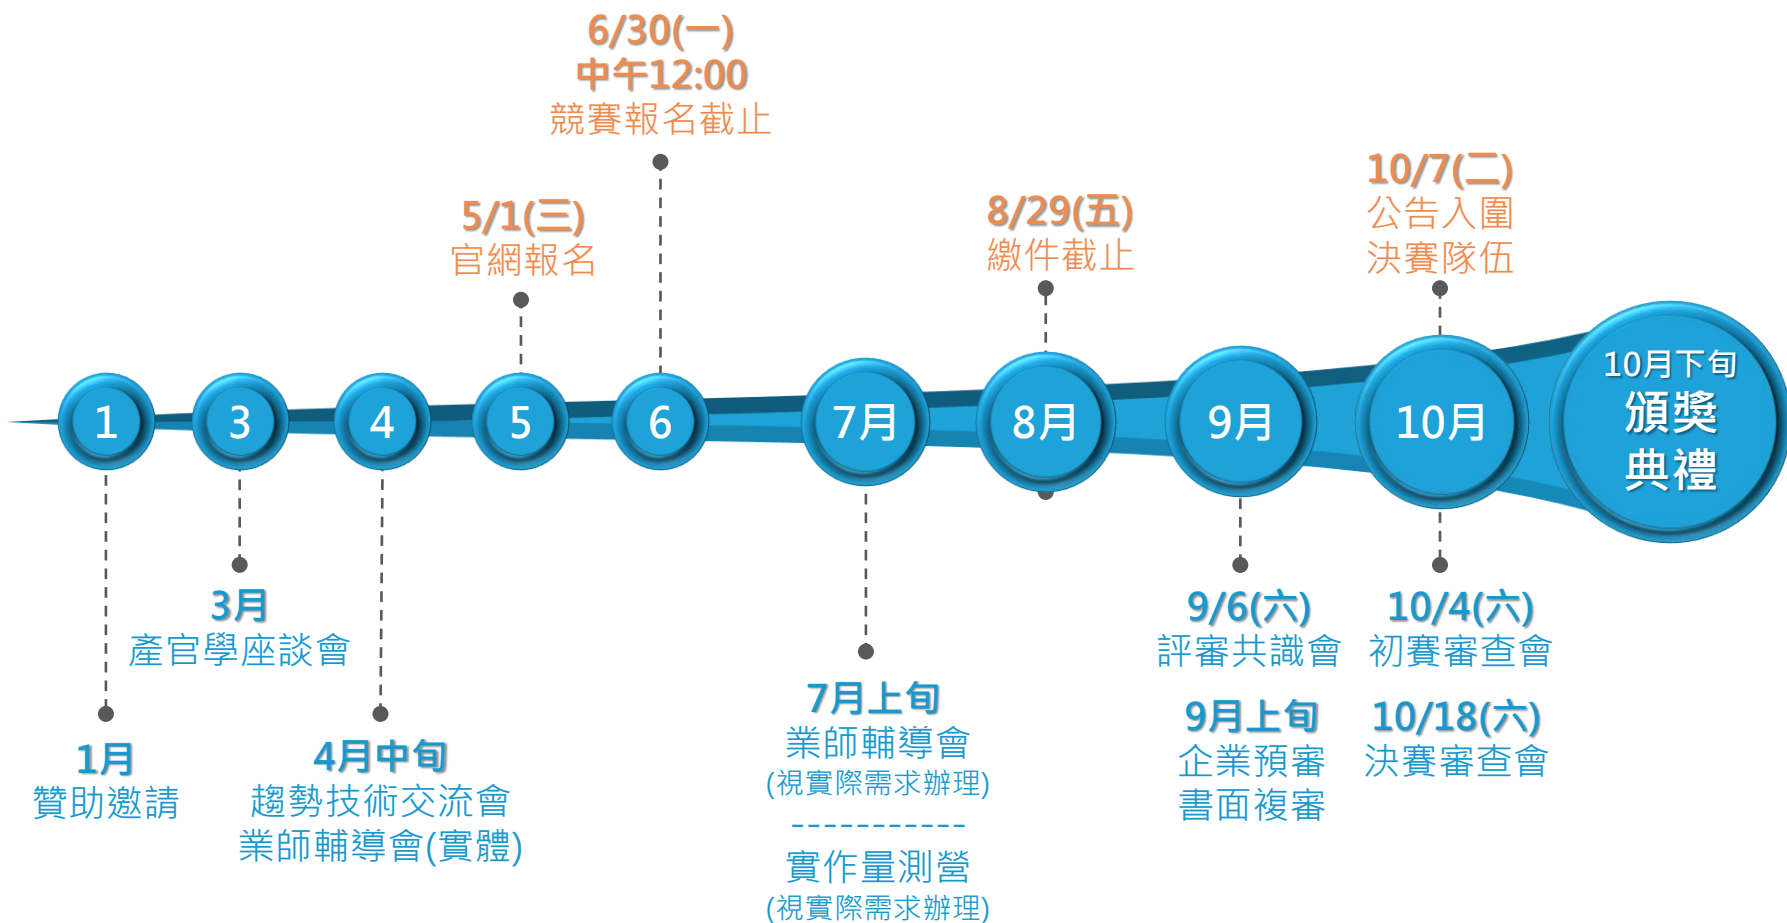 6/30(一)
中午12:00
競賽報名截止
5/1(三)
官網報名
8/29(五)
繳件截止
10/7(二)
公告入圍
決賽隊伍
1
3
4
5
6
7月
8月
9月
10月
10月下旬
頒獎
典禮
1月
贊助邀請
3月
產官學座談會
4月中旬
趨勢技術交流會
業師輔導會(實體)
7月上旬
業師輔導會
(視實際需求辦理)
-----------
實作量測營
(視實際需求辦理)
9/6(六)
評審共識會
9月上旬
企業預審
書面複審
10/4(六)
初賽審查會
10/18(六)
決賽審查會